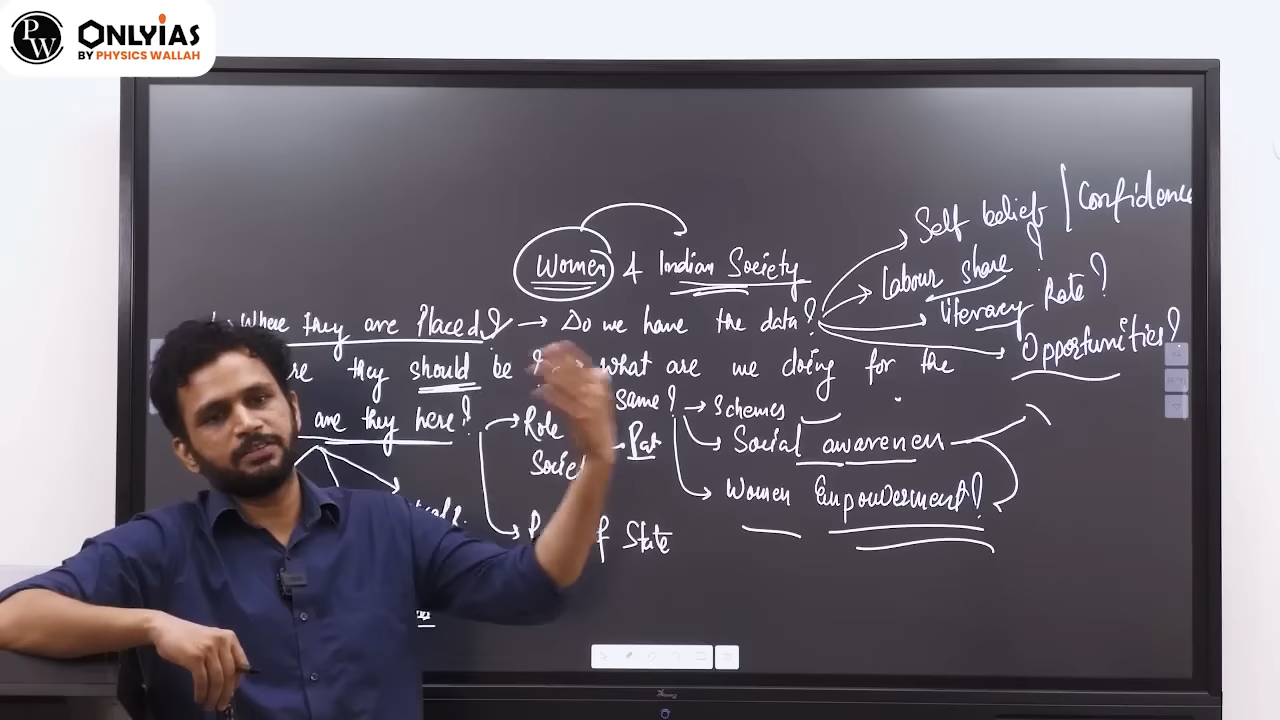 PW
ONLYIAS
BY PHYSICS WALLAH
Self beliefs | Confidence
Women & Indian Society
Labour share ?
literacy Rate?
Where they are Placed? → Do we have the data?
Opportunities?
they should be ? → What are we doing for the
same? → Schemes
are they here?
Role
Social awareness
Women Empowerment?
of State